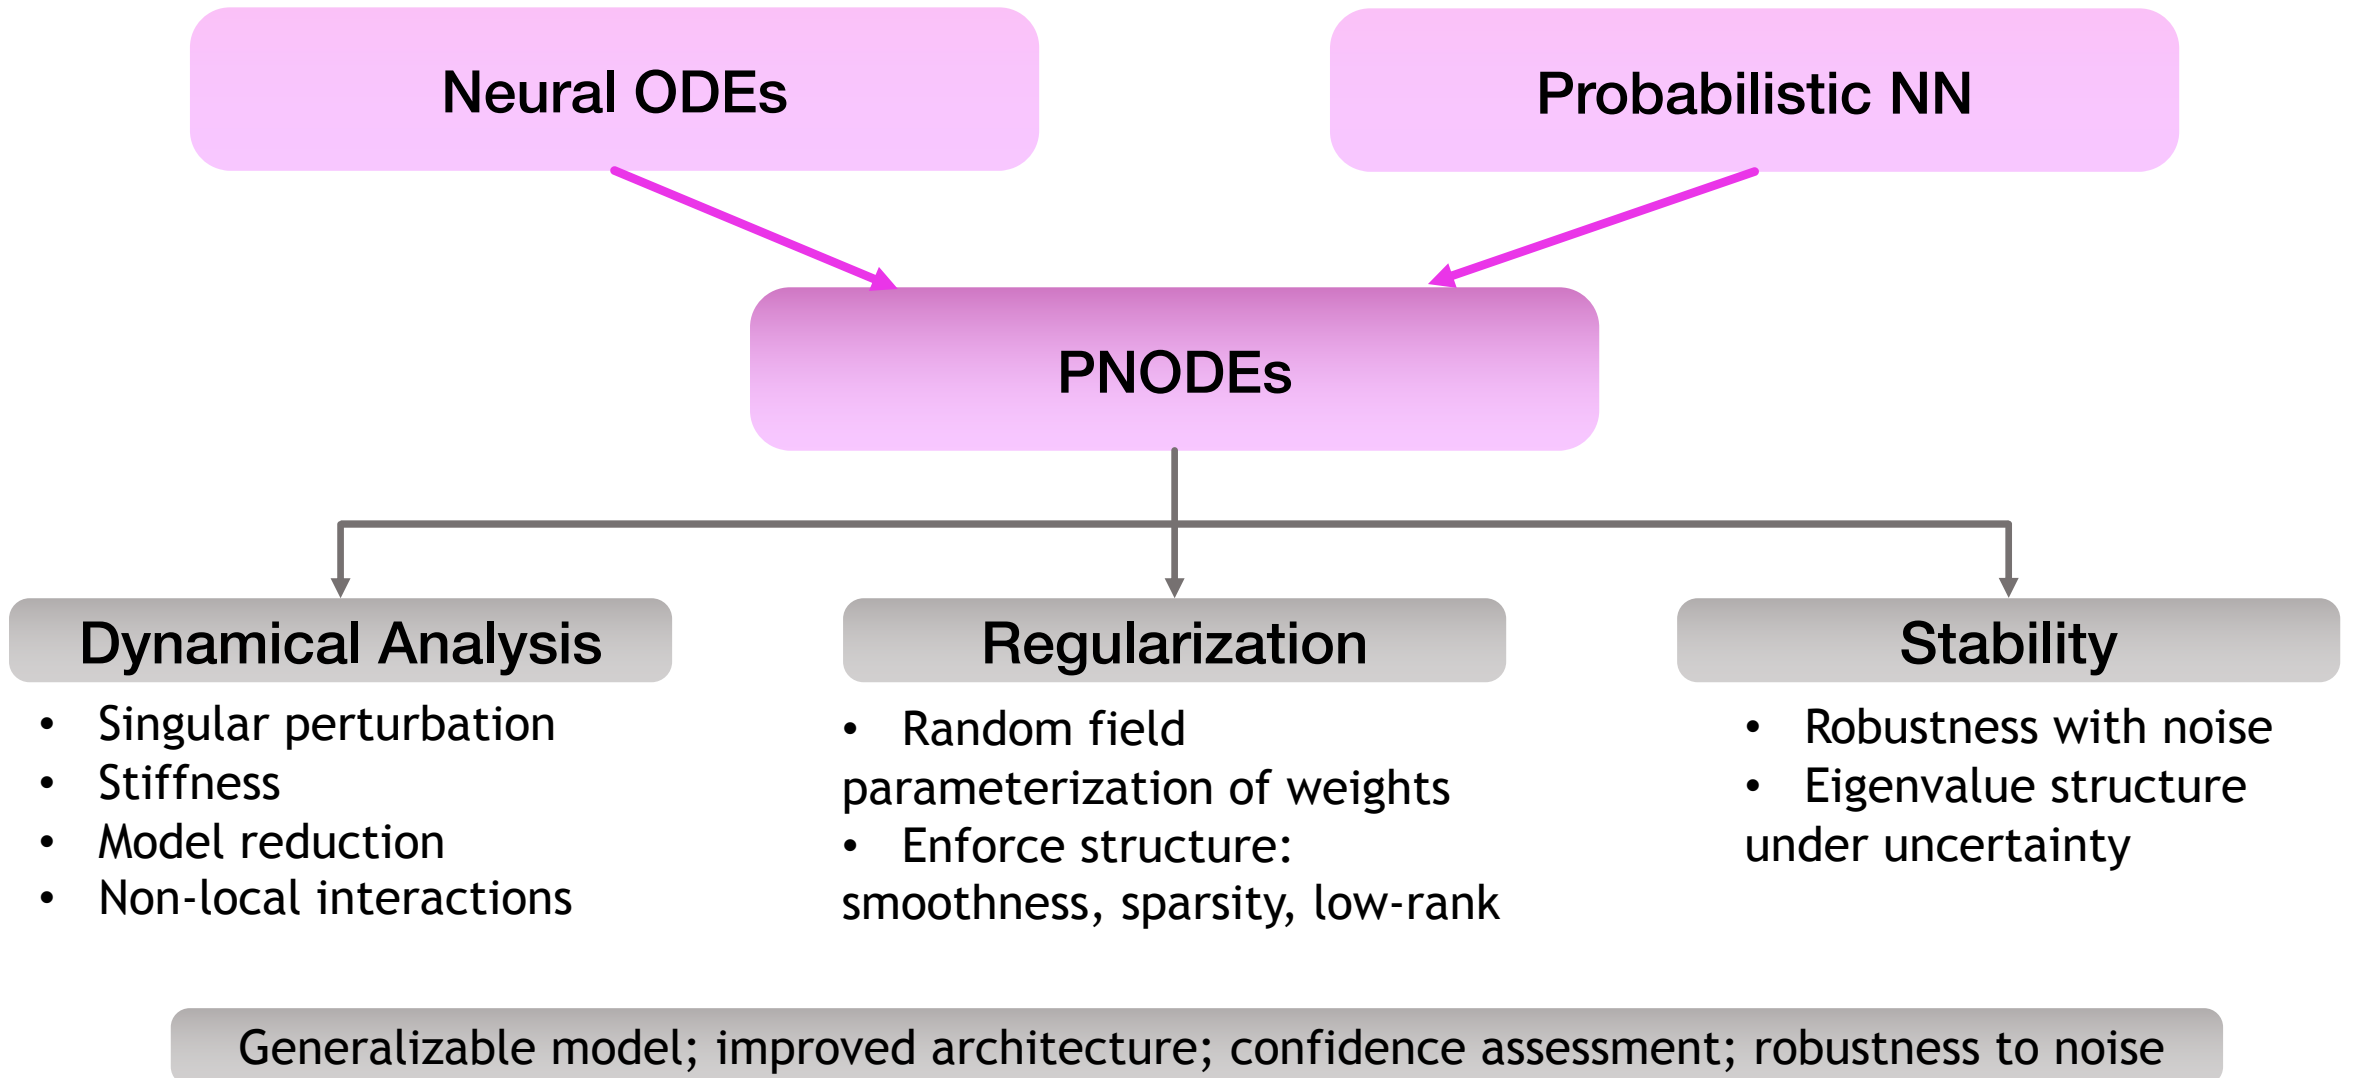 Neural ODEs
Probabilistic NN
PNODEs
Dynamical Analysis
• Singular perturbation
• Stiffness
• Model reduction
• Non-local interactions
Regularization
• Random field
parameterization of weights
• Enforce structure:
smoothness, sparsity, low-rank
Stability
• Robustness with noise
• Eigenvalue structure
under uncertainty
Generalizable model; improved architecture; confidence assessment; robustness to noise